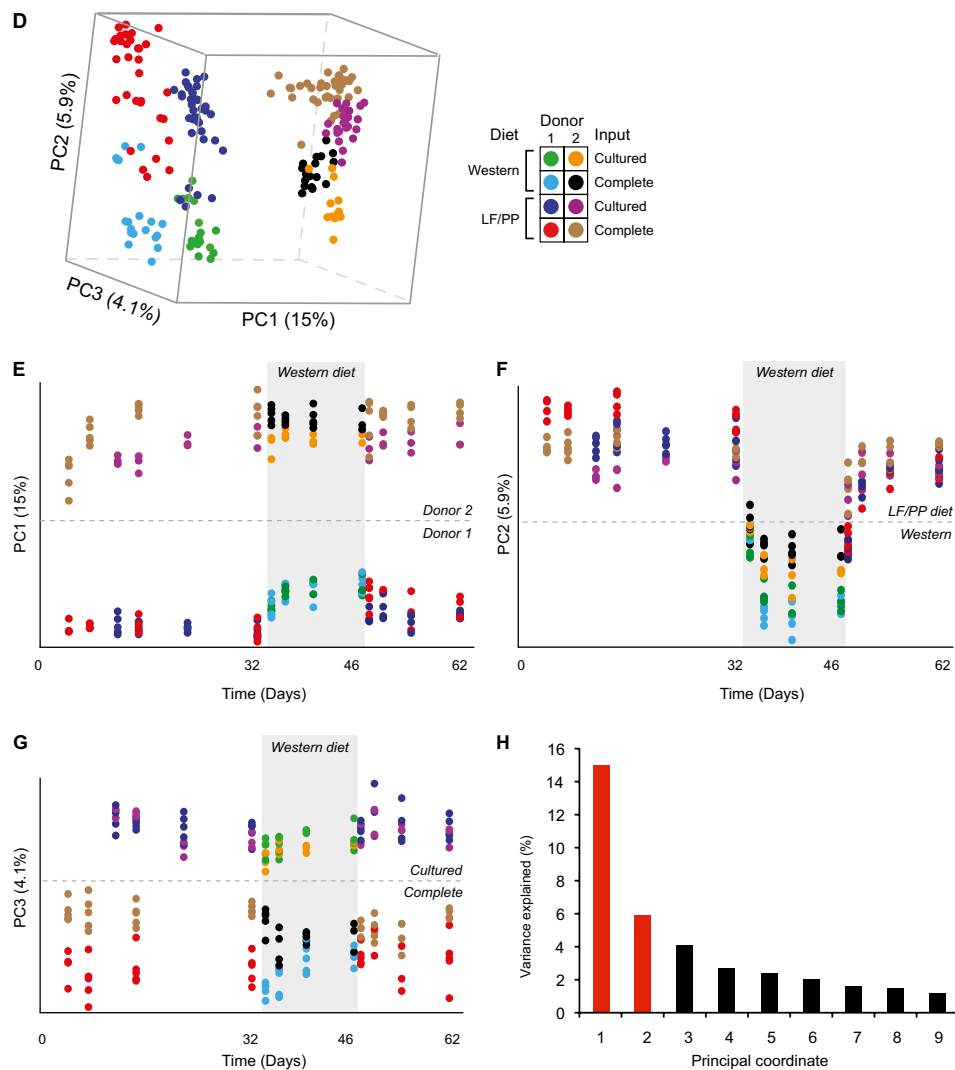 D
PC2 (5.9%)
PC3 (4.1%)
PC1 (15%)
Donor
Diet 1 2 Input
Western
Cultured
Complete
LF/PP
Cultured
Complete
E
Western diet
PC1 (15%)
Donor 2
Donor 1
0 32 46 62
Time (Days)
F
Western diet
PC2 (5.9%)
LF/PP diet
Western
0 32 46 62
Time (Days)
G
Western diet
PC3 (4.1%)
Cultured
Complete
0 32 46 62
Time (Days)
H
Variance explained (%)
16
14
12
10
8
6
4
2
0
1 2 3 4 5 6 7 8 9
Principal coordinate